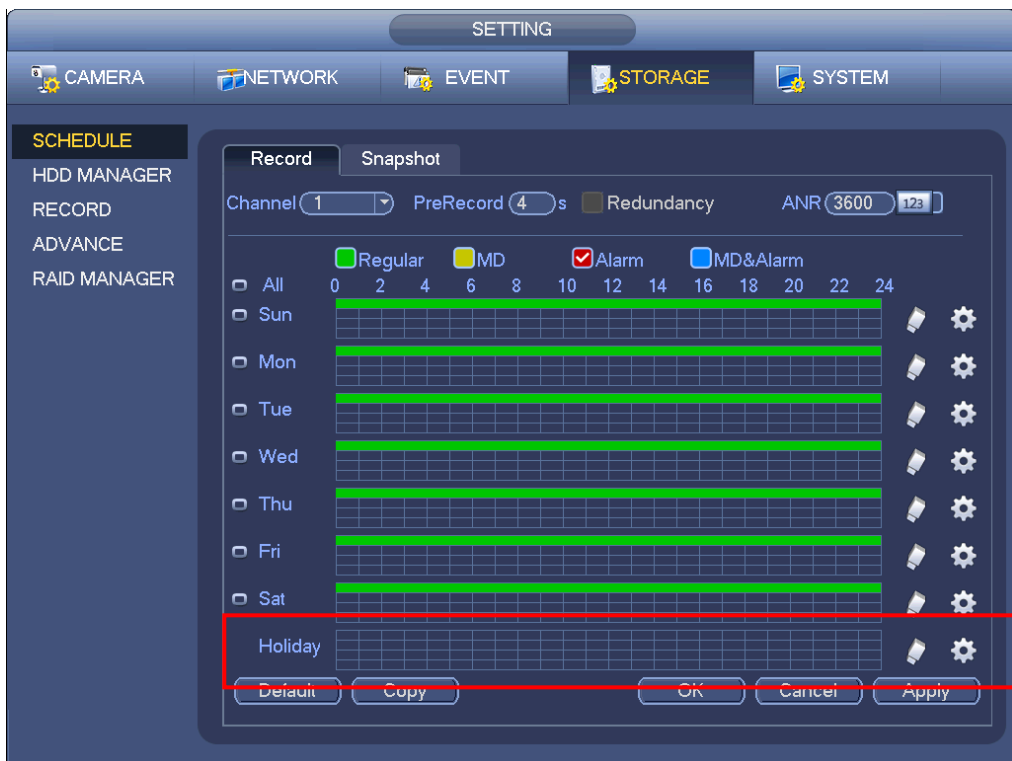 SETTING
CAMERA NETWORK EVENT STORAGE SYSTEM
SCHEDULE
HDD MANAGER
RECORD
ADVANCE
RAID MANAGER
Record Snapshot
Channel 1 PreRecord 4 s Redundancy ANR 3600 123
Regular MD Alarm MD&Alarm
All 0 2 4 6 8 10 12 14 16 18 20 22 24
Sun
Mon
Tue
Wed
Thu
Fri
Sat
Holiday
Default Copy OK Cancel Apply